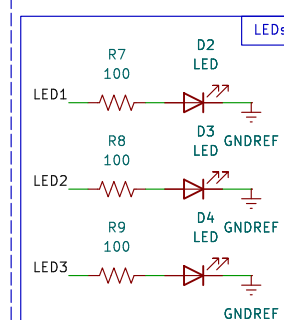 LEDs
R7
100
D2
LED
LED1
GNDREF
R8
100
D3
LED
LED2
GNDREF
R9
100
D4
LED
LED3
GNDREF